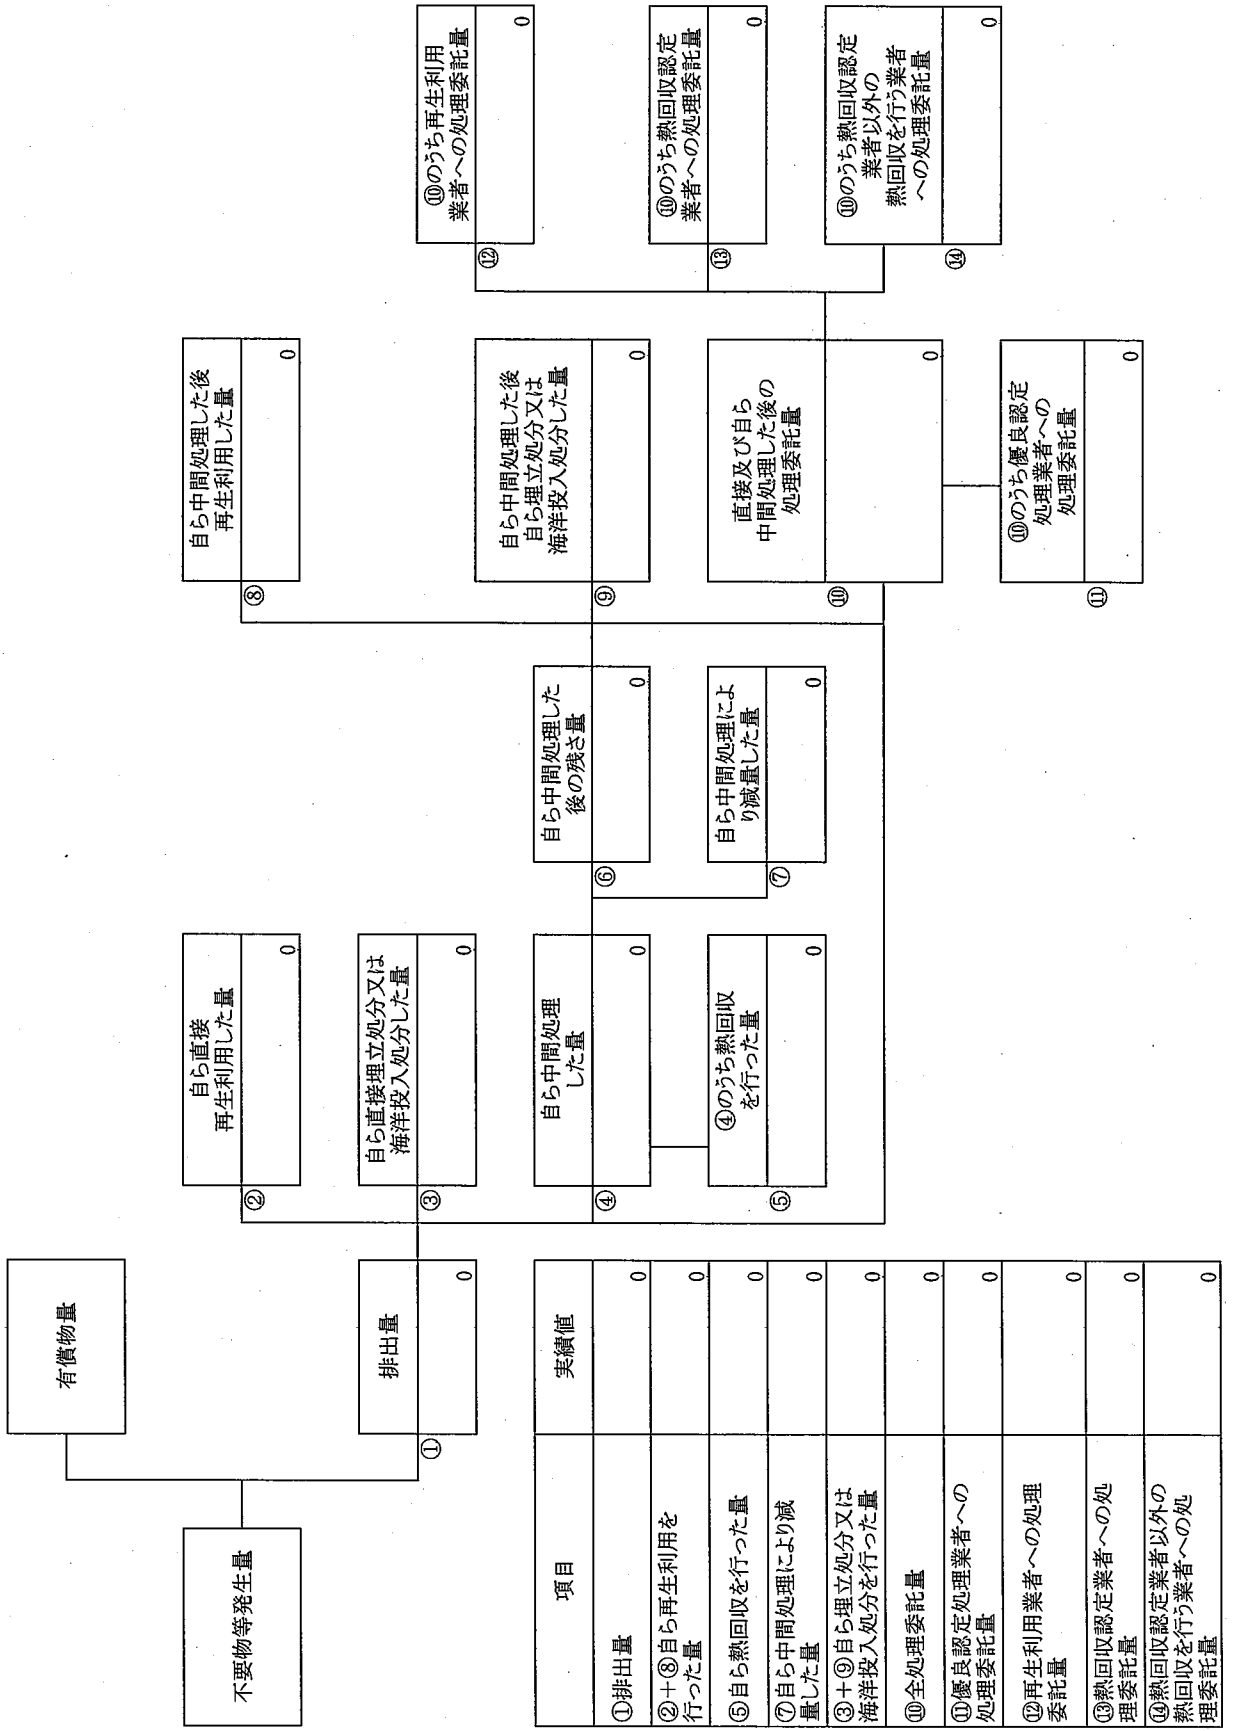 有償物量
不要物等発生量
①
排出量
0
②
自ら直接
再生利用した量
0
③
自ら直接埋立処分又は
海洋投入処分した量
0
④
自ら中間処理
した量
0
⑤
④のうち熱回収
を行った量
0
⑥
自ら中間処理した
後の残さ量
0
⑦
自ら中間処理によ
り減量した量
0
⑧
自ら中間処理した後
再生利用した量
0
⑨
自ら中間処理した後
自ら埋立処分又は
海洋投入処分した量
0
⑩
直接及び自ら
中間処理した後の
処理委託量
0
⑪
⑩のうち優良認定
処理業者への
処理委託量
0
⑫
⑩のうち再生利用
業者への処理委託量
0
⑬
⑩のうち熱回収認定
業者への処理委託量
0
⑭
⑩のうち熱回収認定
業者以外の
熱回収を行う業者
への処理委託量
0
項目 実績値
①排出量 0
②+⑧自ら再生利用を
行った量 0
⑤自ら熱回収を行った量 0
⑦自ら中間処理により減
量した量 0
③+⑨自ら埋立処分又は
海洋投入処分を行った量 0
⑩全処理委託量 0
⑪優良認定処理業者への
処理委託量 0
⑫再生利用業者への処理
委託量 0
⑬熱回収認定業者への処
理委託量 0
⑭熱回収認定業者以外の
熱回収を行う業者への処
理委託量 0